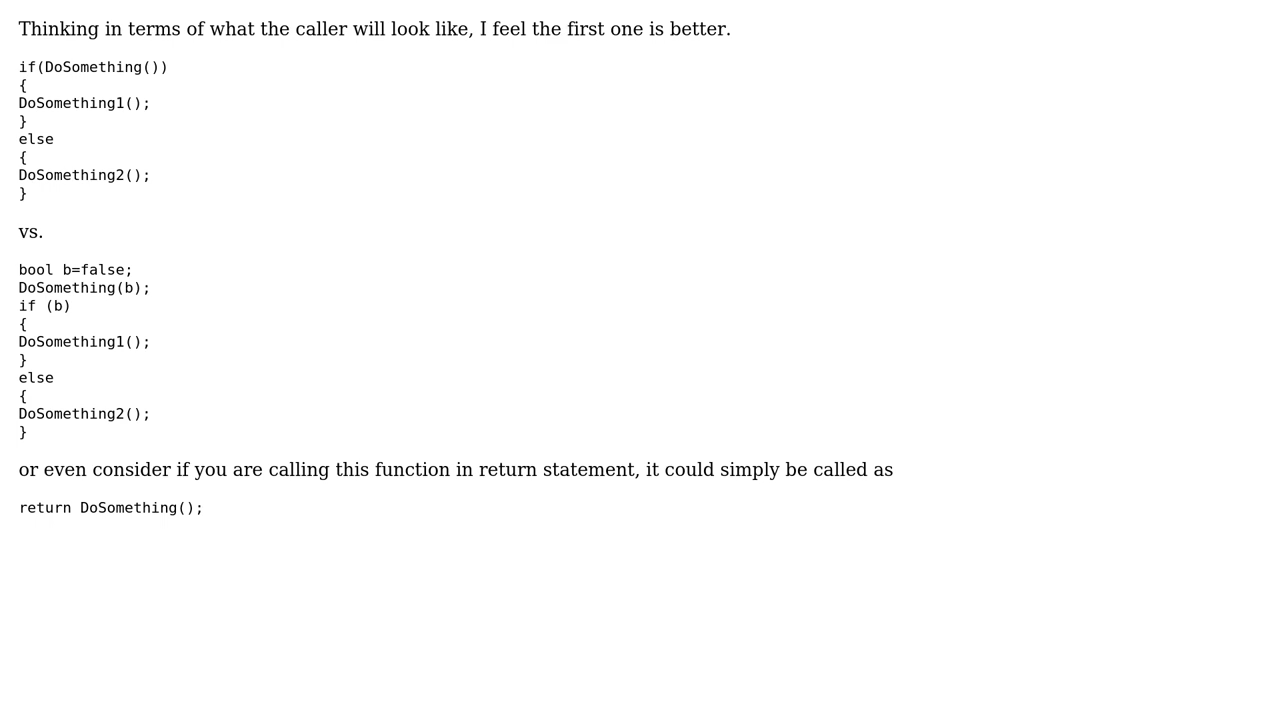 Thinking in terms of what the caller will look like, I feel the first one is better.
if(DoSomething())
{
DoSomething1();
}
else
{
DoSomething2();
}
vs.
bool b=false;
DoSomething(b);
if (b)
{
DoSomething1();
}
else
{
DoSomething2();
}
or even consider if you are calling this function in return statement, it could simply be called as
return DoSomething();